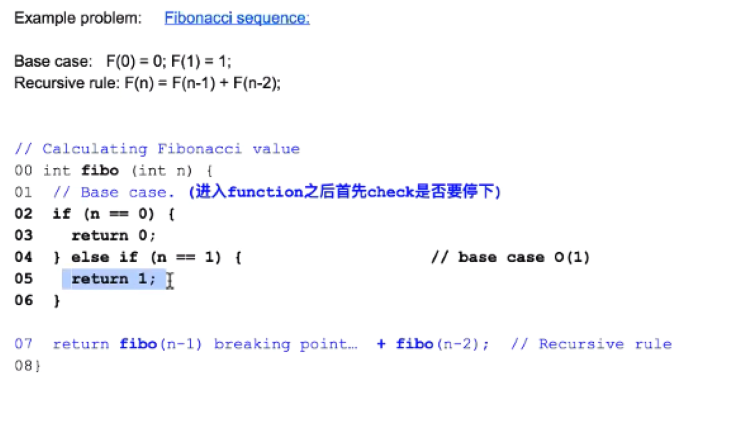 Example problem: Fibonacci sequence:
Base case: F(0) = 0; F(1) = 1;
Recursive rule: F(n) = F(n-1) + F(n-2);
// Calculating Fibonacci value
00 int fibo (int n) {
01 // Base case. (进入function之后首先check是否要停下)
02 if (n == 0) {
03 return 0;
04 } else if (n == 1) { // base case O(1)
05 return 1;
06 }
07 return fibo(n-1) breaking point… + fibo(n-2); // Recursive rule
08}